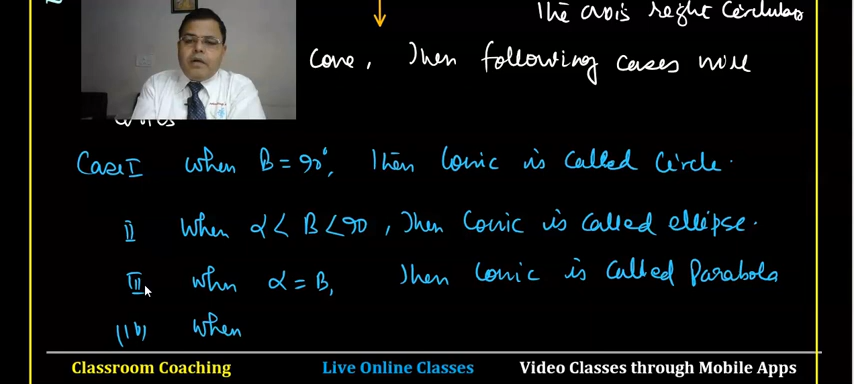 The axis right circular
cone, Then following cases will
Case I when B = 90°, Then Conic is called Circle.
II when α < B < 90, Then Conic is called ellipse.
III when α = B, Then Conic is called Parabola
(IV) when
Classroom Coaching Live Online Classes Video Classes through Mobile Apps